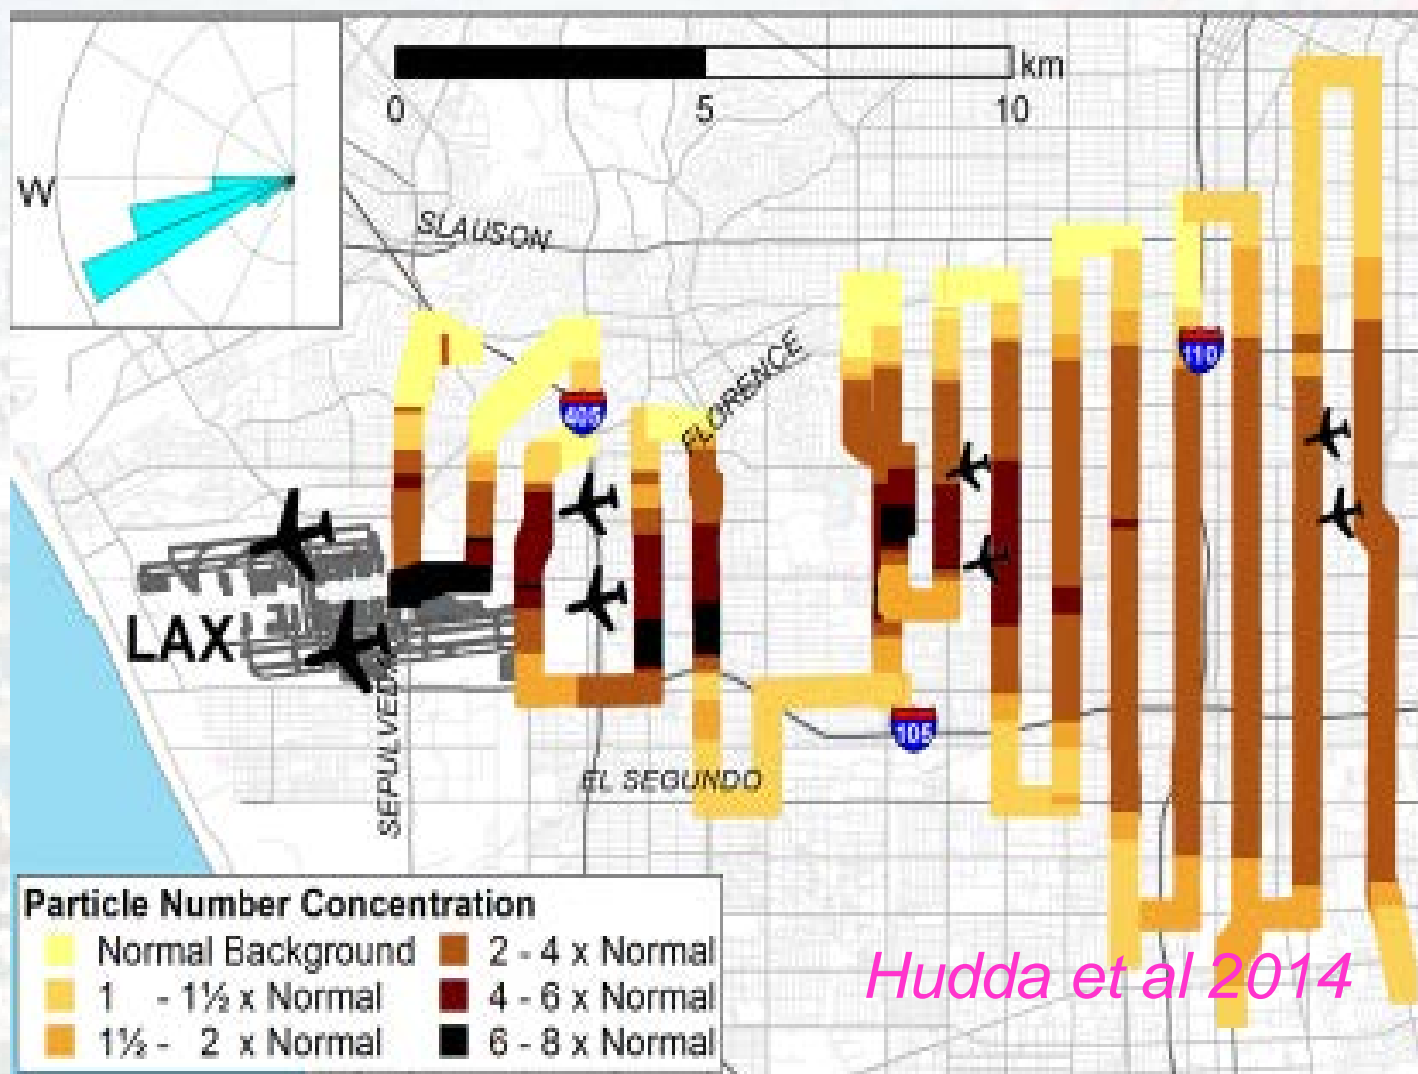 km
0 5 10
W
SLAUSON
110
FLORENCE
405
LAX
SEPULVEDA
105
EL SEGUNDO
Particle Number Concentration
Normal Background
1 - 1½ x Normal
1½ - 2 x Normal
2 - 4 x Normal
4 - 6 x Normal
6 - 8 x Normal
Hudda et al 2014